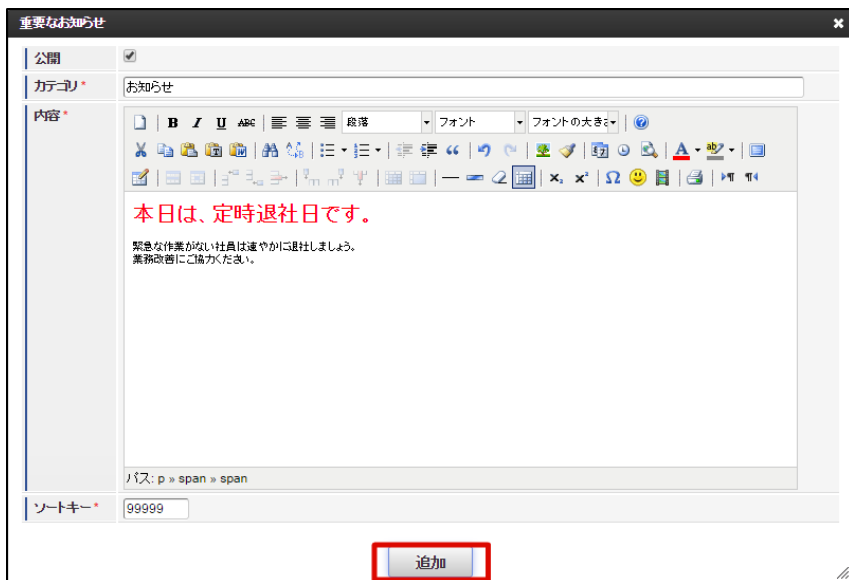 重要なお知らせ
公開
カテゴリ* お知らせ
内容*
B I U ABC 段落 フォント フォントの大きさ
本日は、定時退社日です。
緊急な作業がない社員は速やかに退社しましょう。
業務改善にご協力ください。
パス: p » span » span
ソートキー* 99999
追加